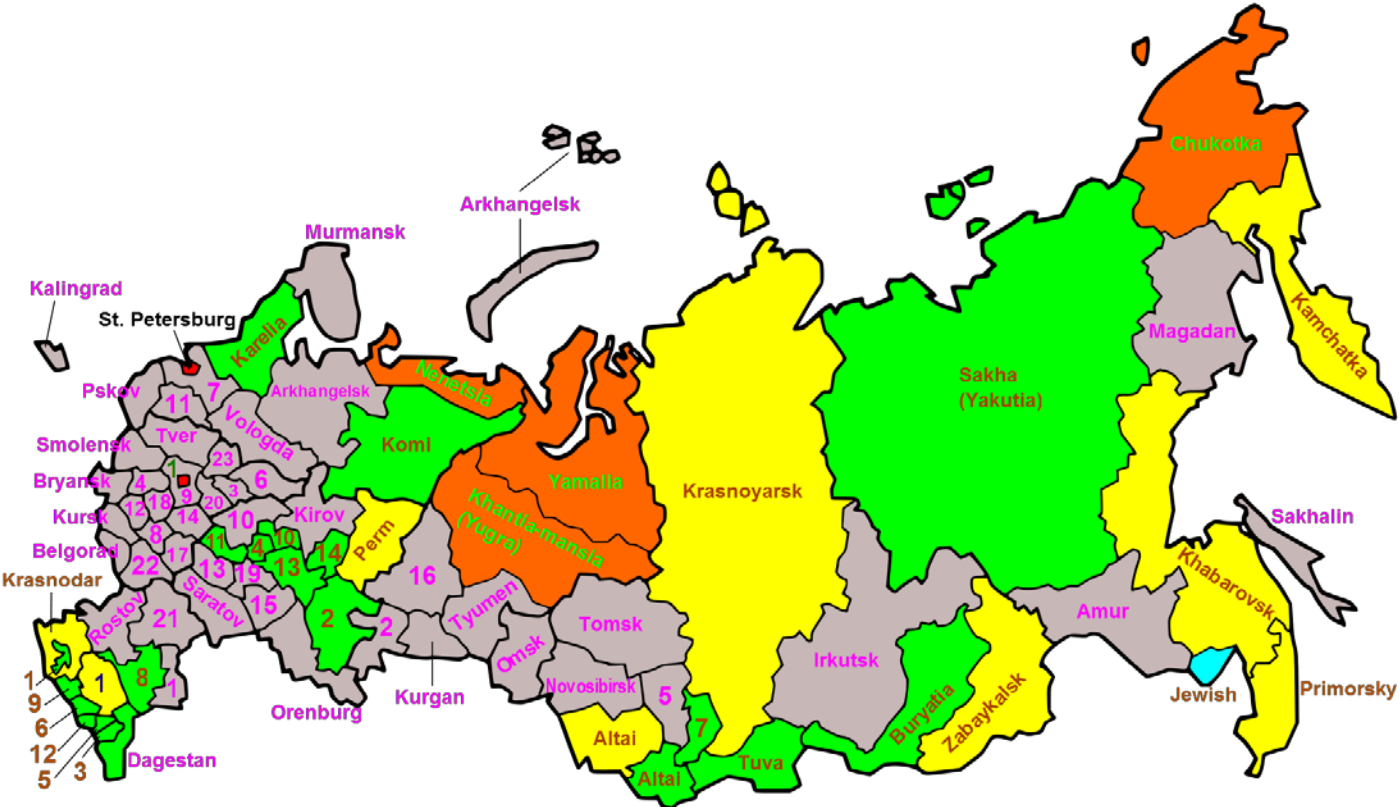 Chukotka
Arkhangelsk
Murmansk
Kalingrad
St. Petersburg
Karelia
Kamchatka
Magadan
Pskov
7
Arkhangelsk
Nenetsia
Sakha
(Yakutia)
11
Vologda
Tver
Komi
Smolensk
23
1
Bryansk
4
6
Yamalia
Krasnoyarsk
9
3
18
20
12
Khantia-mansia
(Yugra)
Kursk
14
10
Kirov
Sakhalin
8
Perm
11
4
10
14
Belgorad
17
22
13
19
13
16
Khabarovsk
Krasnodar
Saratov
15
Rostov
21
2
2
Tyumen
Tomsk
Amur
Omsk
Irkutsk
1
9
6
12
5
3
1
8
1
Kurgan
Novosibirsk
5
Jewish
Primorsky
Orenburg
7
Buryatia
Zabaykalsk
Altai
Dagestan
Altai
Tuva